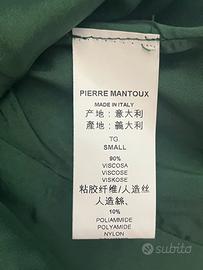 PIERRE MANTOUX
MADE IN ITALY
产地：意大利
產地：義大利
TG.
SMALL
90%
VISCOSA
VISCOSE
VISKOSE
粘胶纤维/人造丝
人造絲、
10%
POLIAMMIDE
POLYAMIDE
NYLON
subito